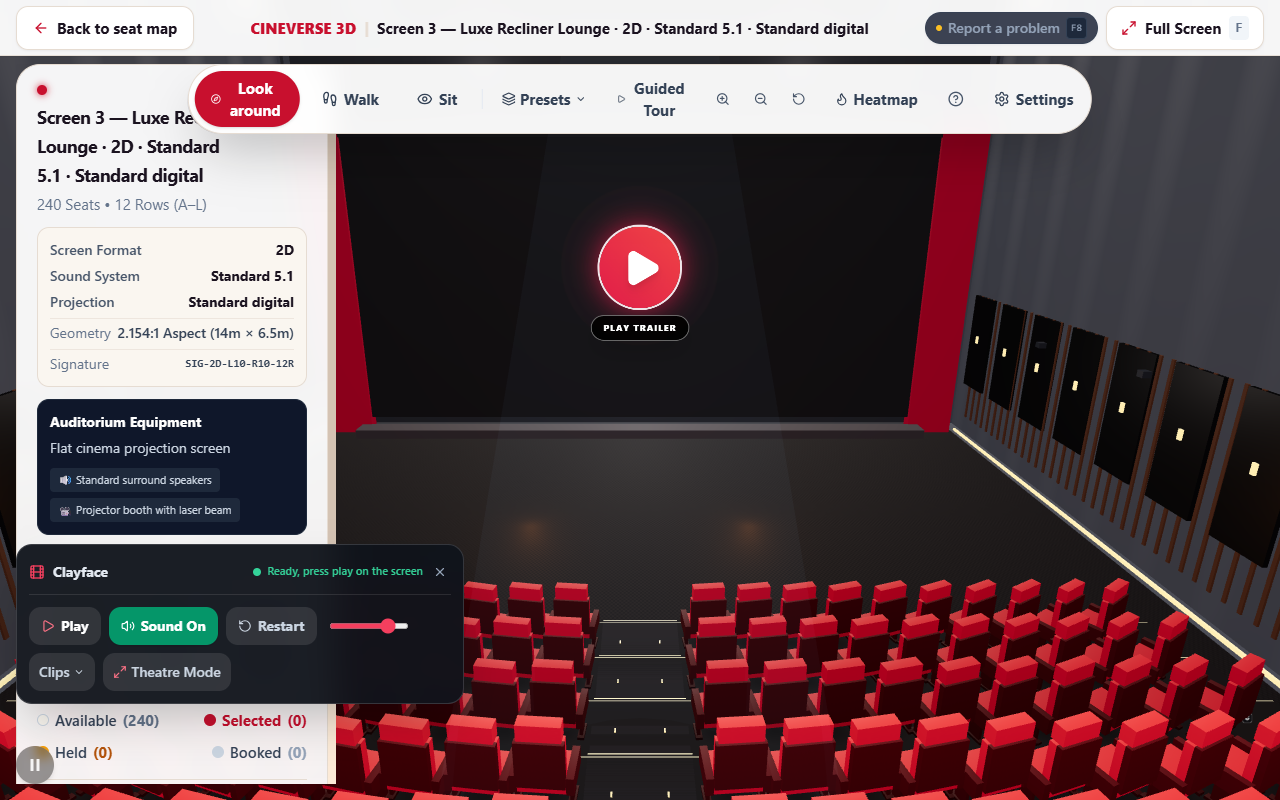 Back to seat map
CINEVERSE 3D | Screen 3 — Luxe Recliner Lounge · 2D · Standard 5.1 · Standard digital
Report a problem F8
Full Screen F
Look around
Walk
Sit
Presets
Guided Tour
Heatmap
Settings
Screen 3 — Luxe Re
Lounge · 2D · Standard
5.1 · Standard digital
240 Seats • 12 Rows (A–L)
Screen Format 2D
Sound System Standard 5.1
Projection Standard digital
Geometry 2.154:1 Aspect (14m × 6.5m)
Signature SIG-2D-L10-R10-12R
Auditorium Equipment
Flat cinema projection screen
Standard surround speakers
Projector booth with laser beam
PLAY TRAILER
Clayface
Ready, press play on the screen
Play
Sound On
Restart
Clips
Theatre Mode
Available (240) Selected (0)
Held (0) Booked (0)